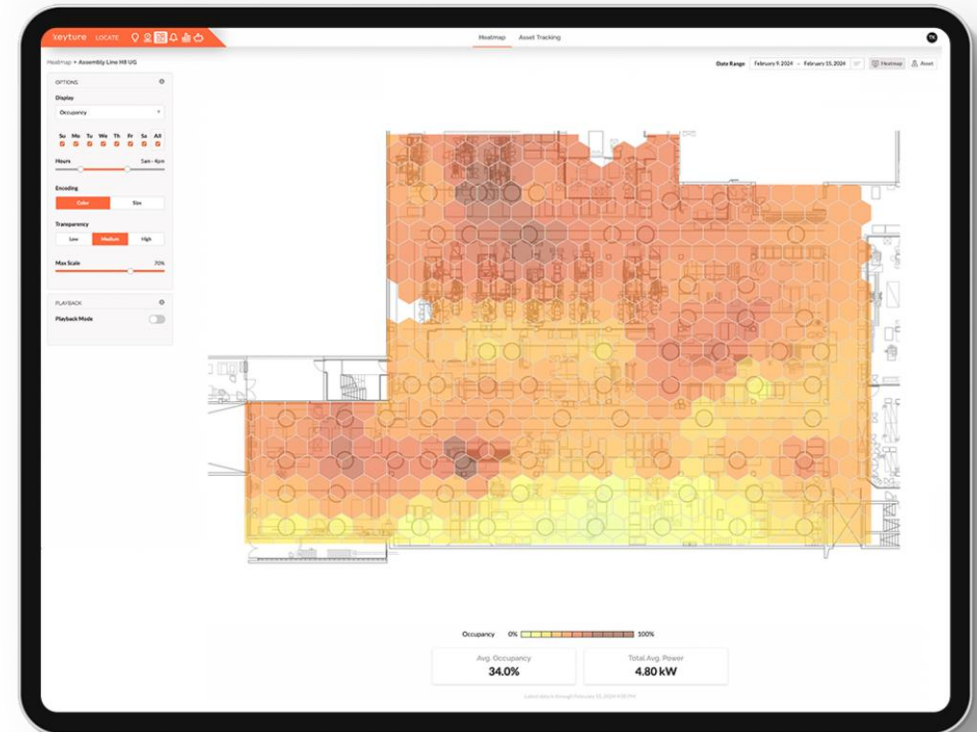 keyture LOCATE
Heatmap Asset Tracking
TK
Heatmap > Assembly Line H8 UG
Date Range February 9, 2024 – February 15, 2024
Heatmap Asset
OPTIONS
Display
Occupancy
Su Mo Tu We Th Fr Sa All
Hours 5am - 4pm
Encoding
Color Size
Transparency
Low Medium High
Max Scale 70%
PLAYBACK
Playback Mode
Occupancy 0% 100%
Avg. Occupancy Total Avg. Power
34.0% 4.80 kW